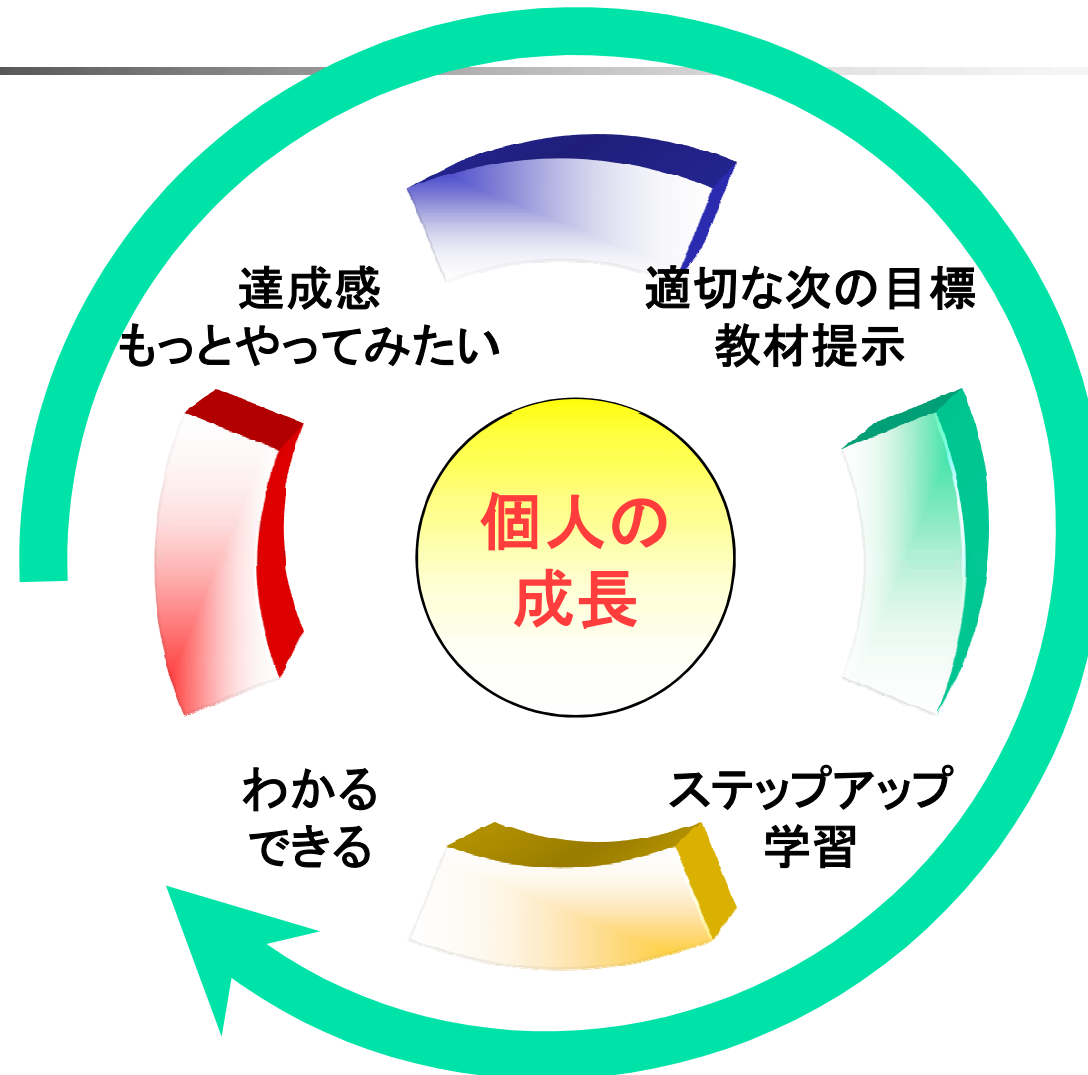 達成感
もっとやってみたい
適切な次の目標
教材提示
個人の
成長
わかる
できる
ステップアップ
学習